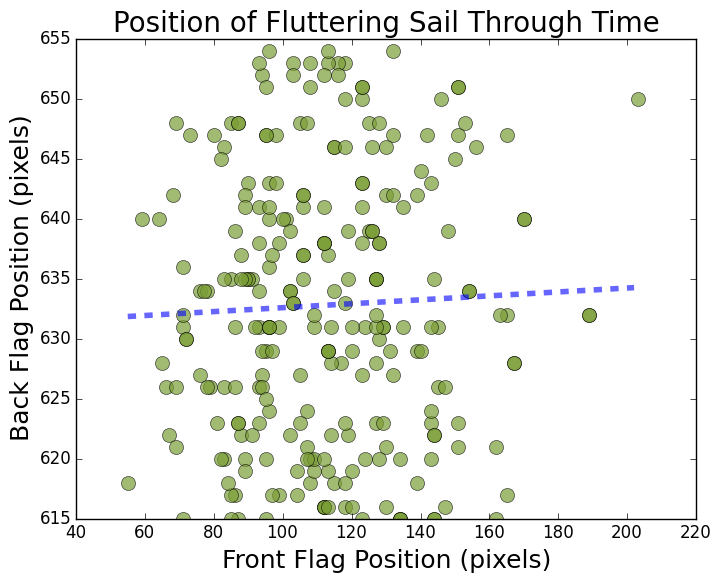 Position of Fluttering Sail Through Time
Back Flag Position (pixels)
655
650
645
640
635
630
625
620
615
40 60 80 100 120 140 160 180 200 220
Front Flag Position (pixels)